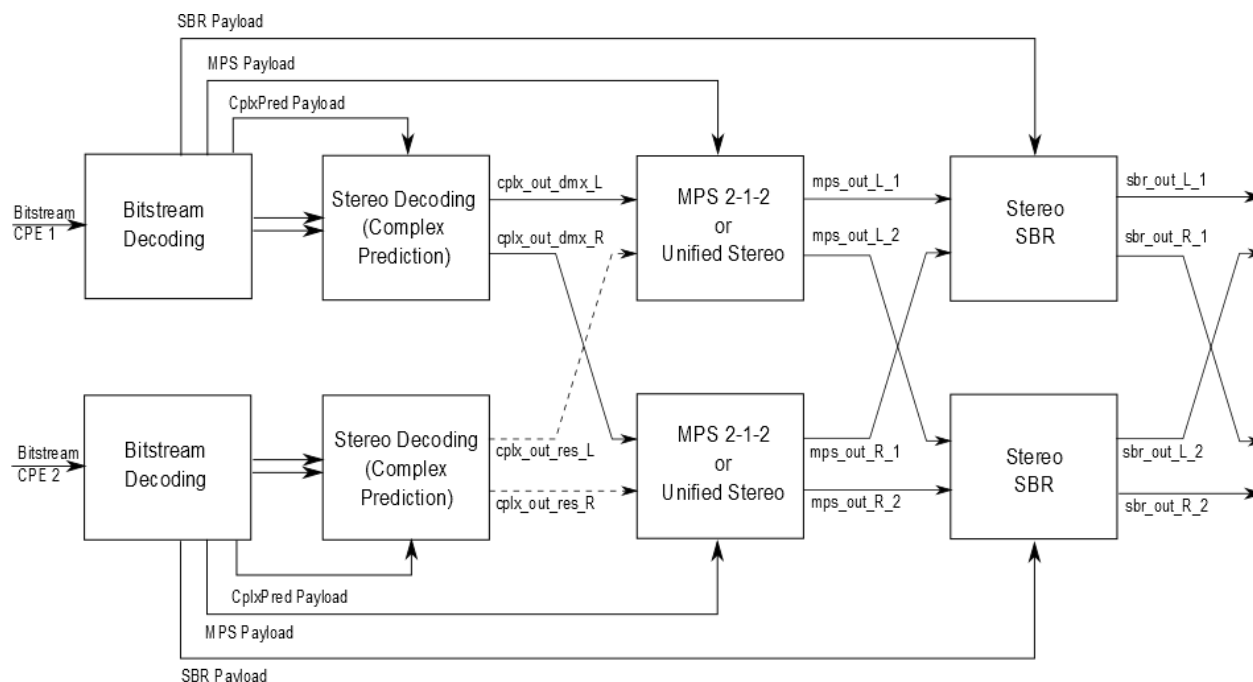 SBR Payload
MPS Payload
CplxPred Payload
Bitstream
CPE 1
Bitstream
Decoding
Stereo Decoding
(Complex
Prediction)
cplx_out_dmx_L
cplx_out_dmx_R
MPS 2-1-2
or
Unified Stereo
mps_out_L_1
mps_out_L_2
Stereo
SBR
sbr_out_L_1
sbr_out_R_1
Bitstream
CPE 2
Bitstream
Decoding
Stereo Decoding
(Complex
Prediction)
cplx_out_res_L
cplx_out_res_R
MPS 2-1-2
or
Unified Stereo
mps_out_R_1
mps_out_R_2
Stereo
SBR
sbr_out_L_2
sbr_out_R_2
CplxPred Payload
MPS Payload
SBR Payload